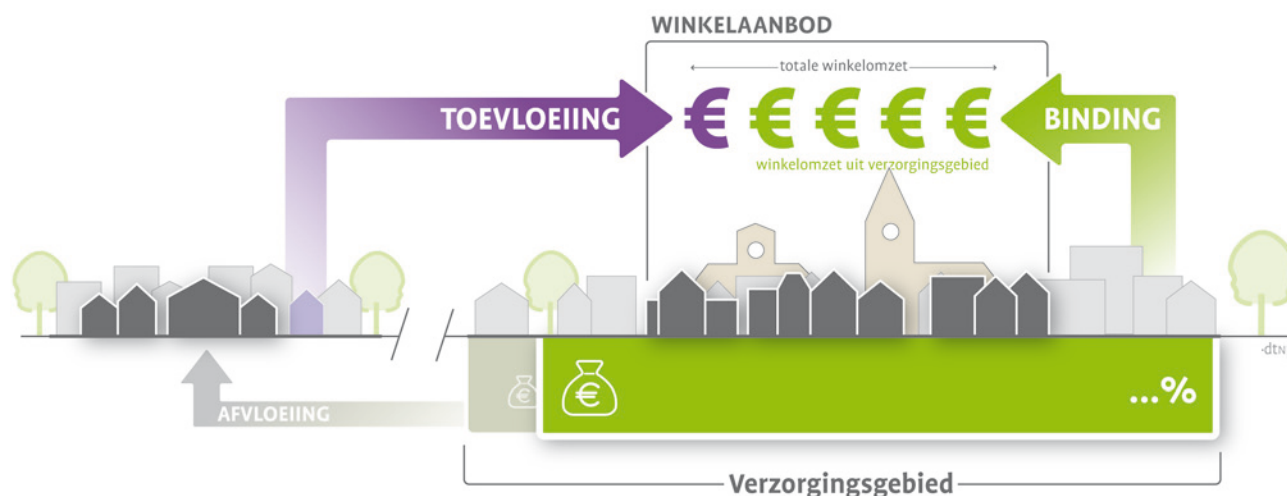 WINKELAANBOD
totale winkelomzet
TOEVLOEIING
€ € € € €
BINDING
winkelomzet uit verzorgingsgebied
-dtN
€
€
...%
AFVLOEIING
Verzorgingsgebied